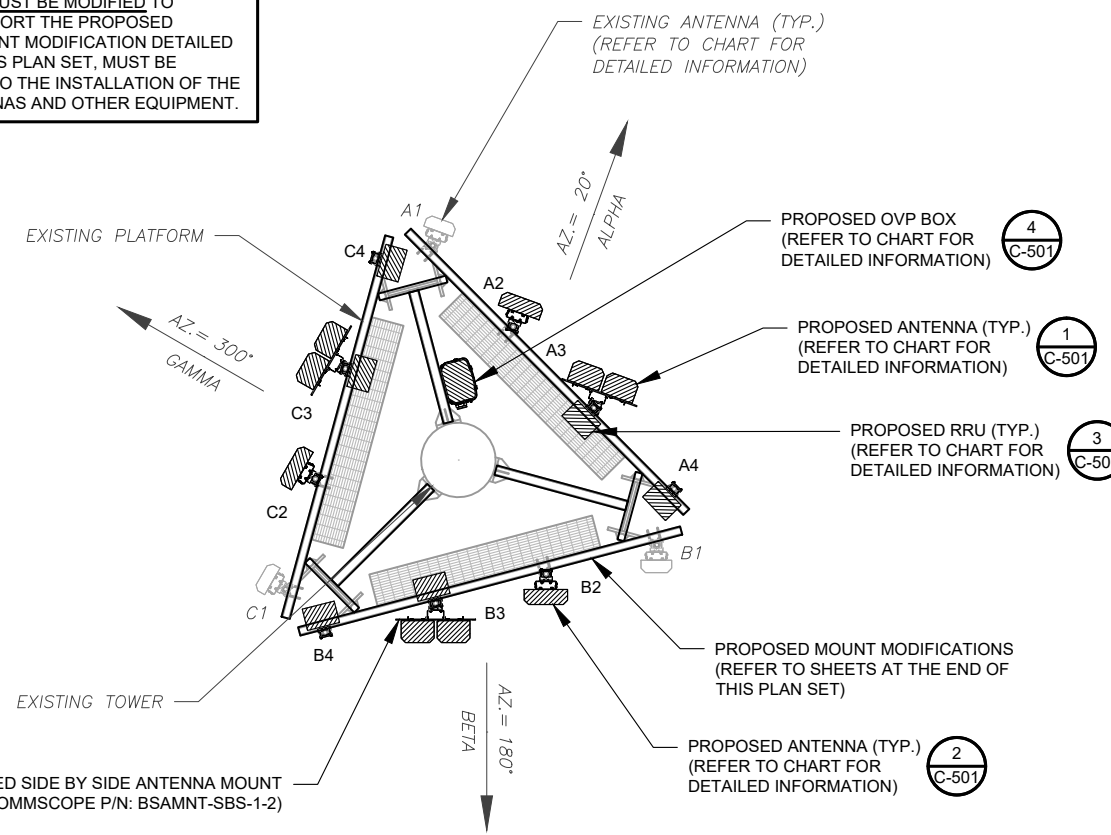 UST BE MODIFIED TO
ORT THE PROPOSED
NT MODIFICATION DETAILED
S PLAN SET, MUST BE
O THE INSTALLATION OF THE
NAS AND OTHER EQUIPMENT.
EXISTING ANTENNA (TYP.)
(REFER TO CHART FOR
DETAILED INFORMATION)
AZ.= 20°
ALPHA
A1
EXISTING PLATFORM
C4
PROPOSED OVP BOX
(REFER TO CHART FOR
DETAILED INFORMATION)
4
C-501
A2
AZ.= 300°
GAMMA
A3
PROPOSED ANTENNA (TYP.)
(REFER TO CHART FOR
DETAILED INFORMATION)
1
C-501
C3
PROPOSED RRU (TYP.)
(REFER TO CHART FOR
DETAILED INFORMATION)
3
C-50
A4
C2
B1
C1
B2
B3
B4
PROPOSED MOUNT MODIFICATIONS
(REFER TO SHEETS AT THE END OF
THIS PLAN SET)
EXISTING TOWER
AZ.= 180°
BETA
PROPOSED ANTENNA (TYP.)
(REFER TO CHART FOR
DETAILED INFORMATION)
2
C-501
ED SIDE BY SIDE ANTENNA MOUNT
OMMSCOPE P/N: BSAMNT-SBS-1-2)